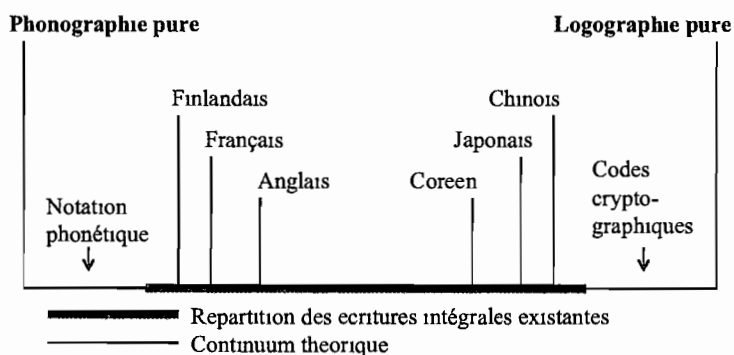 Phonographie pure Logographie pure
Finlandais Chinois
Français Japonais
Anglais Coreen
Notation
phonétique
Codes
crypto-
graphiques
Repartition des ecritures intégrales existantes
Continuum theorique